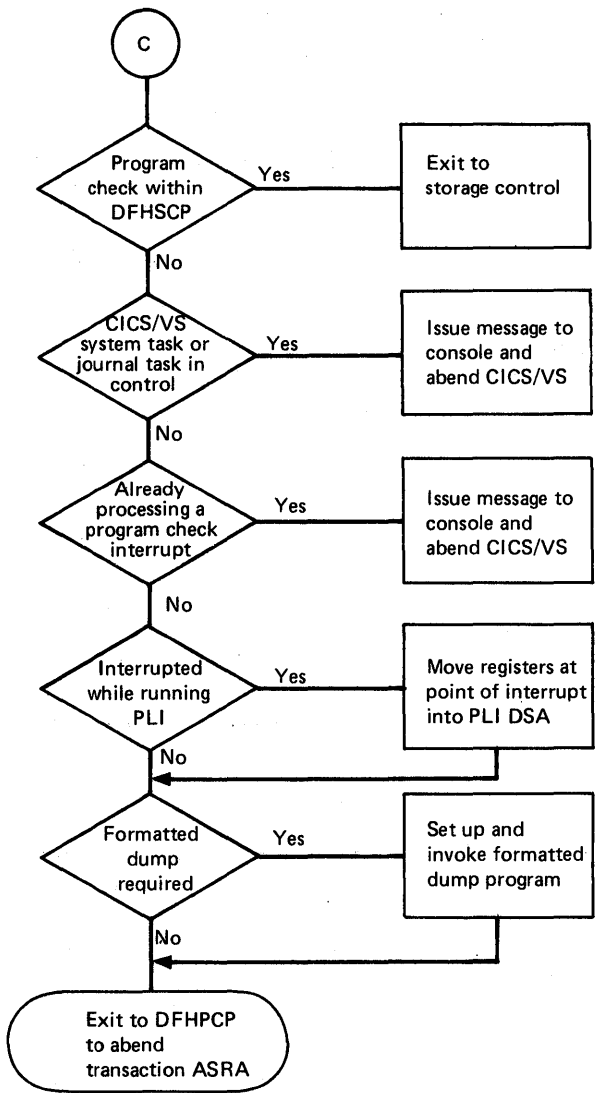 C
Program
check within
DFHSCP
Yes
Exit to
storage control
No
CICS/VS
system task or
journal task in
control
Yes
Issue message to
console and
abend CICS/VS
No
Already
processing a
program check
interrupt
Yes
Issue message to
console and
abend CICS/VS
No
Interrupted
while running
PLI
Yes
Move registers at
point of interrupt
into PLI DSA
No
Formatted
dump
required
Yes
Set up and
invoke formatted
dump program
No
Exit to DFHPCP
to abend
transaction ASRA